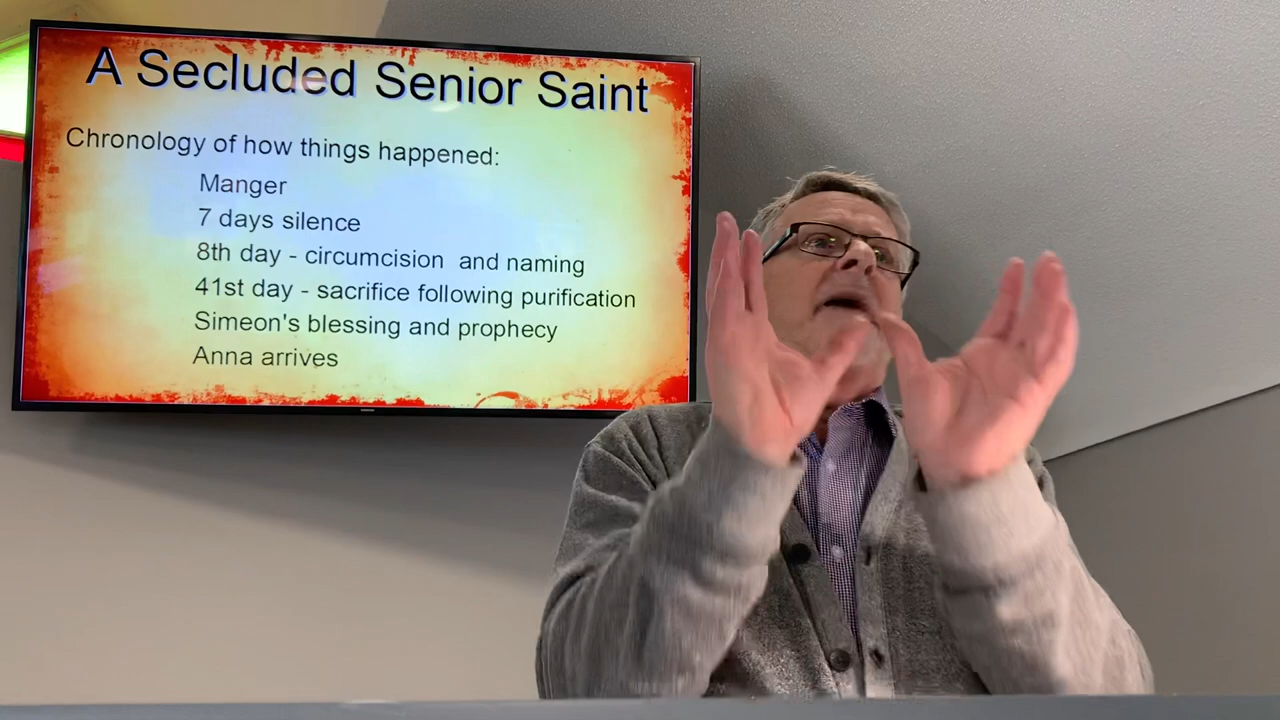 A Secluded Senior Saint
Chronology of how things happened:
Manger
7 days silence
8th day - circumcision and naming
41st day - sacrifice following purification
Simeon's blessing and prophecy
Anna arrives